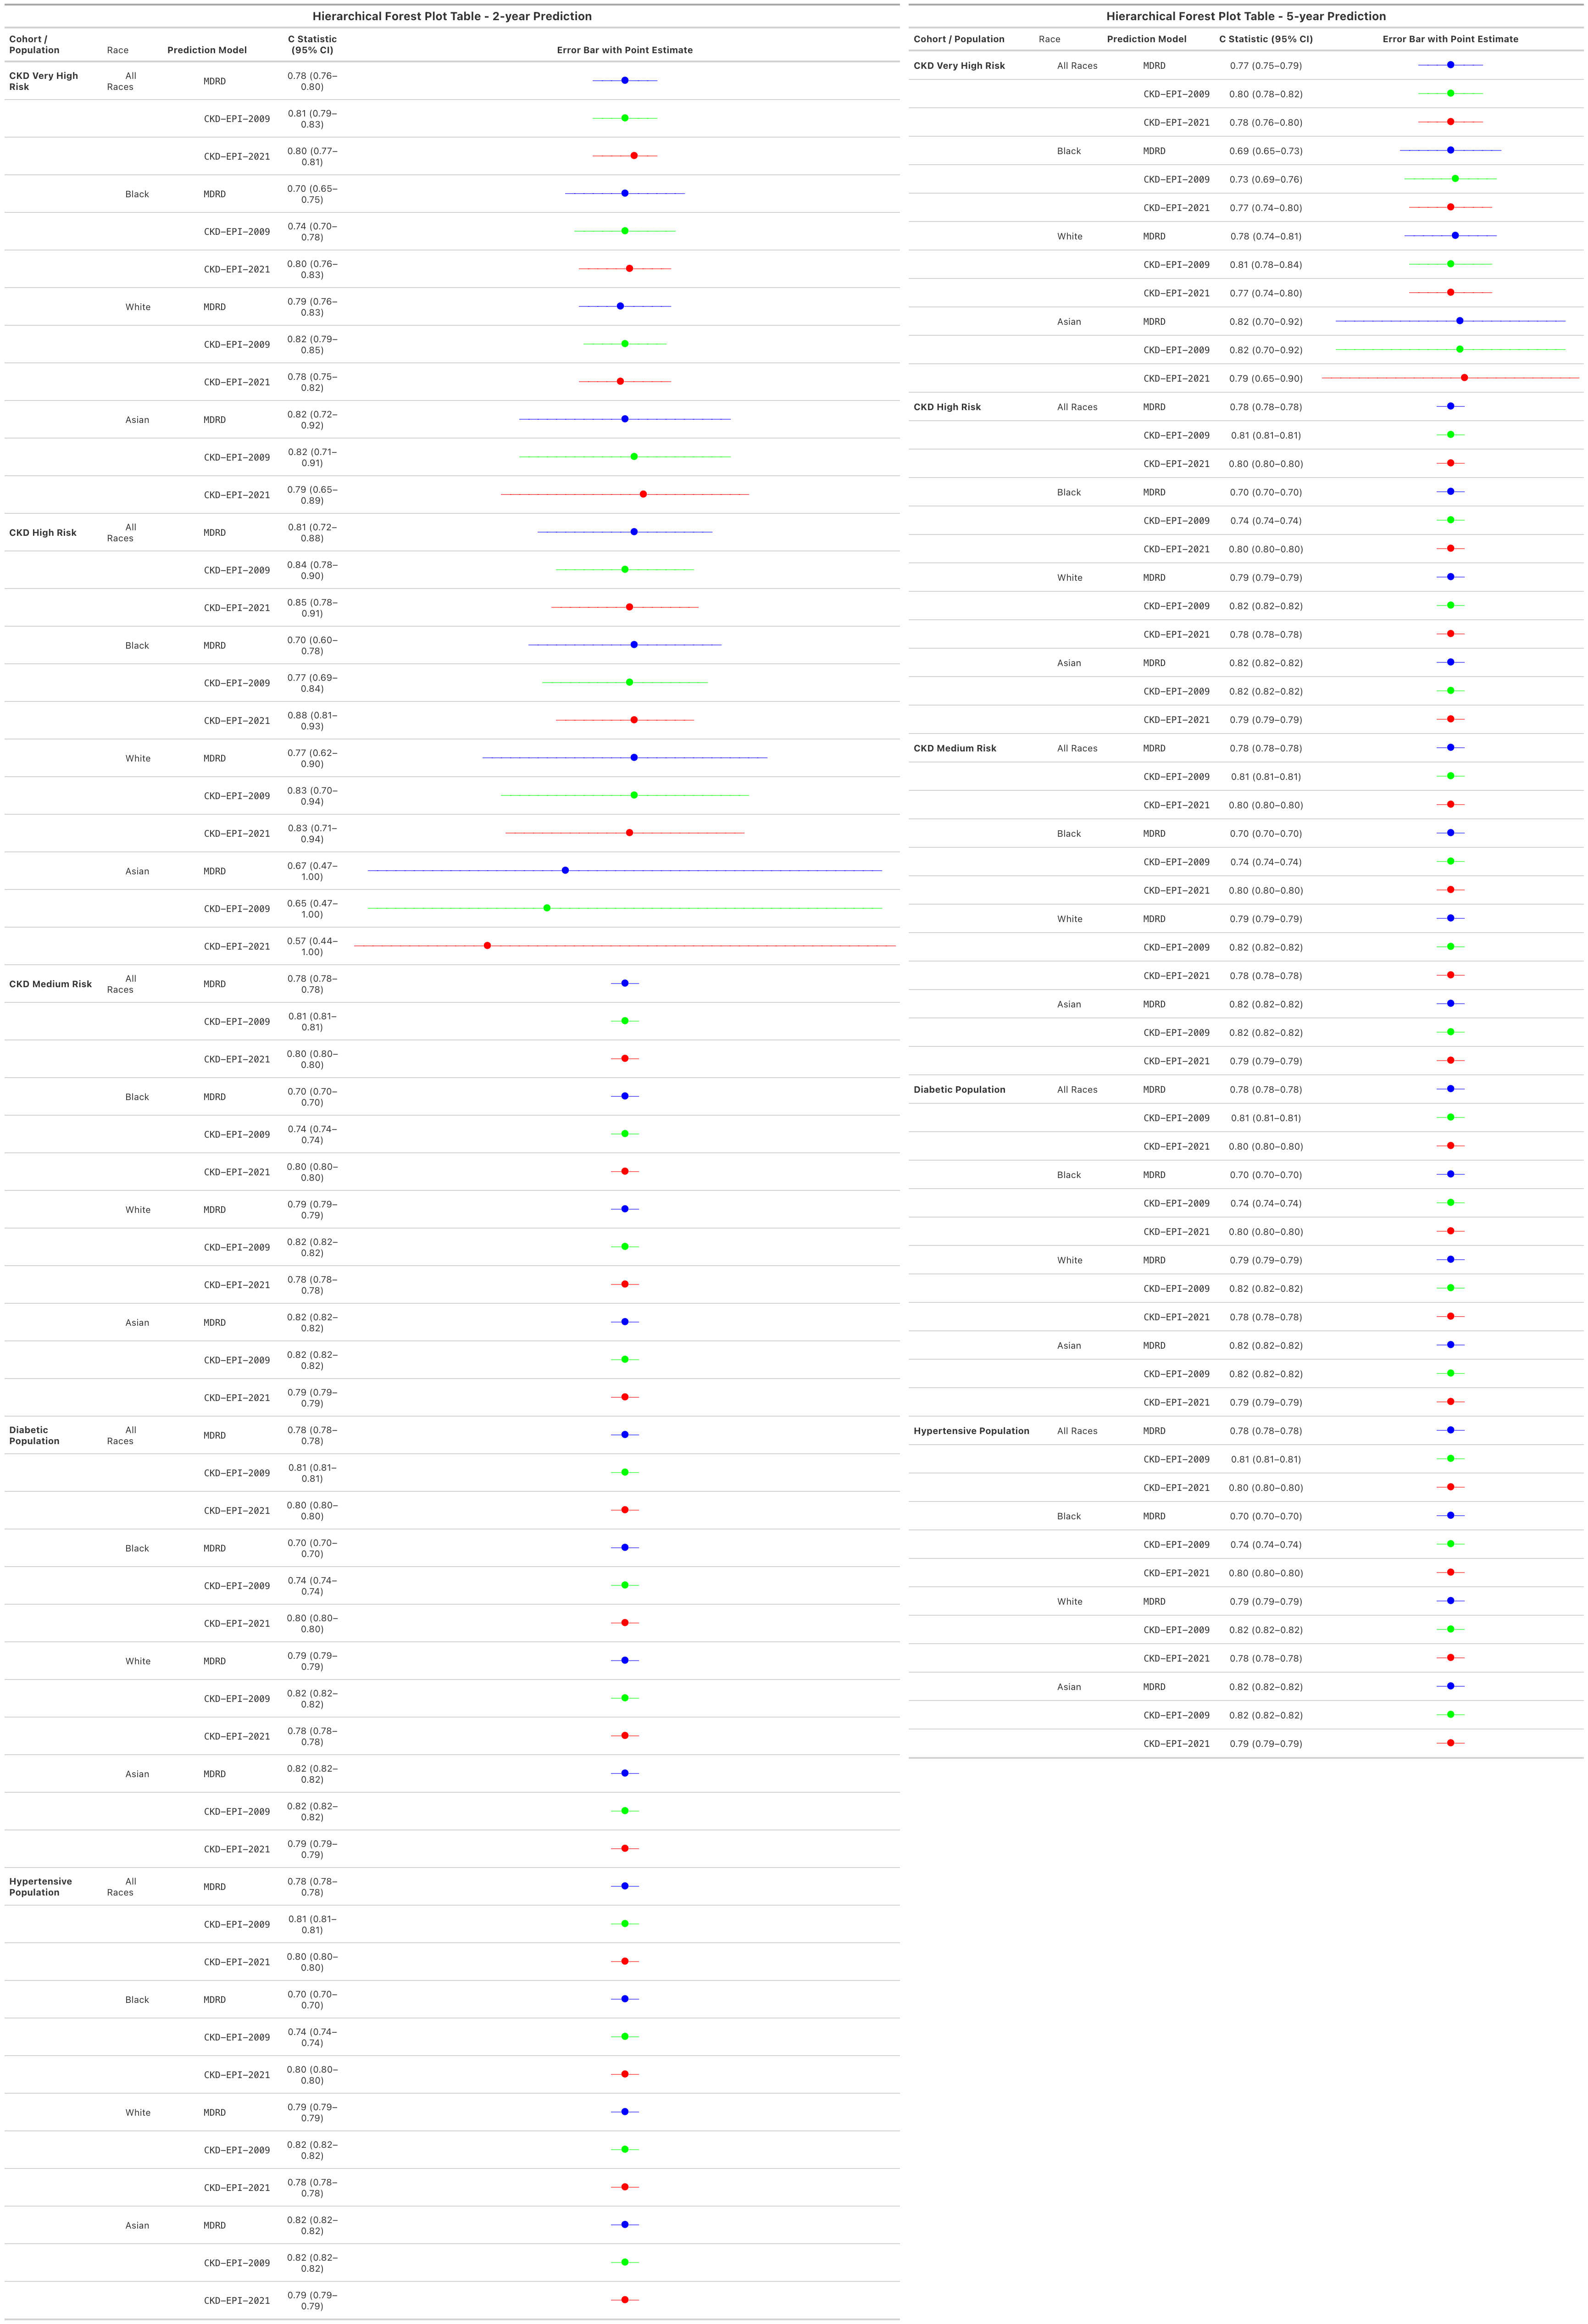 Hierarchical Forest Plot Table - 2-year Prediction
Cohort /
Population
Race
Prediction Model
C Statistic
(95% CI)
Error Bar with Point Estimate
CKD Very High
Risk
All
Races
MDRD
0.78 (0.76–
0.80)
CKD-EPI-2009
0.81 (0.79–
0.83)
CKD-EPI-2021
0.80 (0.77–
0.81)
Black
MDRD
0.70 (0.65–
0.75)
CKD-EPI-2009
0.74 (0.70–
0.78)
CKD-EPI-2021
0.80 (0.76–
0.83)
White
MDRD
0.79 (0.76–
0.83)
CKD-EPI-2009
0.82 (0.79–
0.85)
CKD-EPI-2021
0.78 (0.75–
0.82)
Asian
MDRD
0.82 (0.72–
0.92)
CKD-EPI-2009
0.82 (0.71–
0.91)
CKD-EPI-2021
0.79 (0.65–
0.89)
CKD High Risk
All
Races
MDRD
0.81 (0.72–
0.88)
CKD-EPI-2009
0.84 (0.78–
0.90)
CKD-EPI-2021
0.85 (0.78–
0.91)
Black
MDRD
0.70 (0.60–
0.78)
CKD-EPI-2009
0.77 (0.69–
0.84)
CKD-EPI-2021
0.88 (0.81–
0.93)
White
MDRD
0.77 (0.62–
0.90)
CKD-EPI-2009
0.83 (0.70–
0.94)
CKD-EPI-2021
0.83 (0.71–
0.94)
Asian
MDRD
0.67 (0.47–
1.00)
CKD-EPI-2009
0.65 (0.47–
1.00)
CKD-EPI-2021
0.57 (0.44–
1.00)
CKD Medium Risk
All
Races
MDRD
0.78 (0.78–
0.78)
CKD-EPI-2009
0.81 (0.81–
0.81)
CKD-EPI-2021
0.80 (0.80–
0.80)
Black
MDRD
0.70 (0.70–
0.70)
CKD-EPI-2009
0.74 (0.74–
0.74)
CKD-EPI-2021
0.80 (0.80–
0.80)
White
MDRD
0.79 (0.79–
0.79)
CKD-EPI-2009
0.82 (0.82–
0.82)
CKD-EPI-2021
0.78 (0.78–
0.78)
Asian
MDRD
0.82 (0.82–
0.82)
CKD-EPI-2009
0.82 (0.82–
0.82)
CKD-EPI-2021
0.79 (0.79–
0.79)
Diabetic
Population
All
Races
MDRD
0.78 (0.78–
0.78)
CKD-EPI-2009
0.81 (0.81–
0.81)
CKD-EPI-2021
0.80 (0.80–
0.80)
Black
MDRD
0.70 (0.70–
0.70)
CKD-EPI-2009
0.74 (0.74–
0.74)
CKD-EPI-2021
0.80 (0.80–
0.80)
White
MDRD
0.79 (0.79–
0.79)
CKD-EPI-2009
0.82 (0.82–
0.82)
CKD-EPI-2021
0.78 (0.78–
0.78)
Asian
MDRD
0.82 (0.82–
0.82)
CKD-EPI-2009
0.82 (0.82–
0.82)
CKD-EPI-2021
0.79 (0.79–
0.79)
Hypertensive
Population
All
Races
MDRD
0.78 (0.78–
0.78)
CKD-EPI-2009
0.81 (0.81–
0.81)
CKD-EPI-2021
0.80 (0.80–
0.80)
Black
MDRD
0.70 (0.70–
0.70)
CKD-EPI-2009
0.74 (0.74–
0.74)
CKD-EPI-2021
0.80 (0.80–
0.80)
White
MDRD
0.79 (0.79–
0.79)
CKD-EPI-2009
0.82 (0.82–
0.82)
CKD-EPI-2021
0.78 (0.78–
0.78)
Asian
MDRD
0.82 (0.82–
0.82)
CKD-EPI-2009
0.82 (0.82–
0.82)
CKD-EPI-2021
0.79 (0.79–
0.79)
Hierarchical Forest Plot Table - 5-year Prediction
Cohort / Population Race Prediction Model C Statistic (95% CI) Error Bar with Point Estimate
CKD Very High Risk All Races MDRD 0.77 (0.75–0.79)
CKD-EPI-2009 0.80 (0.78–0.82)
CKD-EPI-2021 0.78 (0.76–0.80)
Black MDRD 0.69 (0.65–0.73)
CKD-EPI-2009 0.73 (0.69–0.76)
CKD-EPI-2021 0.77 (0.74–0.80)
White MDRD 0.78 (0.74–0.81)
CKD-EPI-2009 0.81 (0.78–0.84)
CKD-EPI-2021 0.77 (0.74–0.80)
Asian MDRD 0.82 (0.70–0.92)
CKD-EPI-2009 0.82 (0.70–0.92)
CKD-EPI-2021 0.79 (0.65–0.90)
CKD High Risk All Races MDRD 0.78 (0.78–0.78)
CKD-EPI-2009 0.81 (0.81–0.81)
CKD-EPI-2021 0.80 (0.80–0.80)
Black MDRD 0.70 (0.70–0.70)
CKD-EPI-2009 0.74 (0.74–0.74)
CKD-EPI-2021 0.80 (0.80–0.80)
White MDRD 0.79 (0.79–0.79)
CKD-EPI-2009 0.82 (0.82–0.82)
CKD-EPI-2021 0.78 (0.78–0.78)
Asian MDRD 0.82 (0.82–0.82)
CKD-EPI-2009 0.82 (0.82–0.82)
CKD-EPI-2021 0.79 (0.79–0.79)
CKD Medium Risk All Races MDRD 0.78 (0.78–0.78)
CKD-EPI-2009 0.81 (0.81–0.81)
CKD-EPI-2021 0.80 (0.80–0.80)
Black MDRD 0.70 (0.70–0.70)
CKD-EPI-2009 0.74 (0.74–0.74)
CKD-EPI-2021 0.80 (0.80–0.80)
White MDRD 0.79 (0.79–0.79)
CKD-EPI-2009 0.82 (0.82–0.82)
CKD-EPI-2021 0.78 (0.78–0.78)
Asian MDRD 0.82 (0.82–0.82)
CKD-EPI-2009 0.82 (0.82–0.82)
CKD-EPI-2021 0.79 (0.79–0.79)
Diabetic Population All Races MDRD 0.78 (0.78–0.78)
CKD-EPI-2009 0.81 (0.81–0.81)
CKD-EPI-2021 0.80 (0.80–0.80)
Black MDRD 0.70 (0.70–0.70)
CKD-EPI-2009 0.74 (0.74–0.74)
CKD-EPI-2021 0.80 (0.80–0.80)
White MDRD 0.79 (0.79–0.79)
CKD-EPI-2009 0.82 (0.82–0.82)
CKD-EPI-2021 0.78 (0.78–0.78)
Asian MDRD 0.82 (0.82–0.82)
CKD-EPI-2009 0.82 (0.82–0.82)
CKD-EPI-2021 0.79 (0.79–0.79)
Hypertensive Population All Races MDRD 0.78 (0.78–0.78)
CKD-EPI-2009 0.81 (0.81–0.81)
CKD-EPI-2021 0.80 (0.80–0.80)
Black MDRD 0.70 (0.70–0.70)
CKD-EPI-2009 0.74 (0.74–0.74)
CKD-EPI-2021 0.80 (0.80–0.80)
White MDRD 0.79 (0.79–0.79)
CKD-EPI-2009 0.82 (0.82–0.82)
CKD-EPI-2021 0.78 (0.78–0.78)
Asian MDRD 0.82 (0.82–0.82)
CKD-EPI-2009 0.82 (0.82–0.82)
CKD-EPI-2021 0.79 (0.79–0.79)